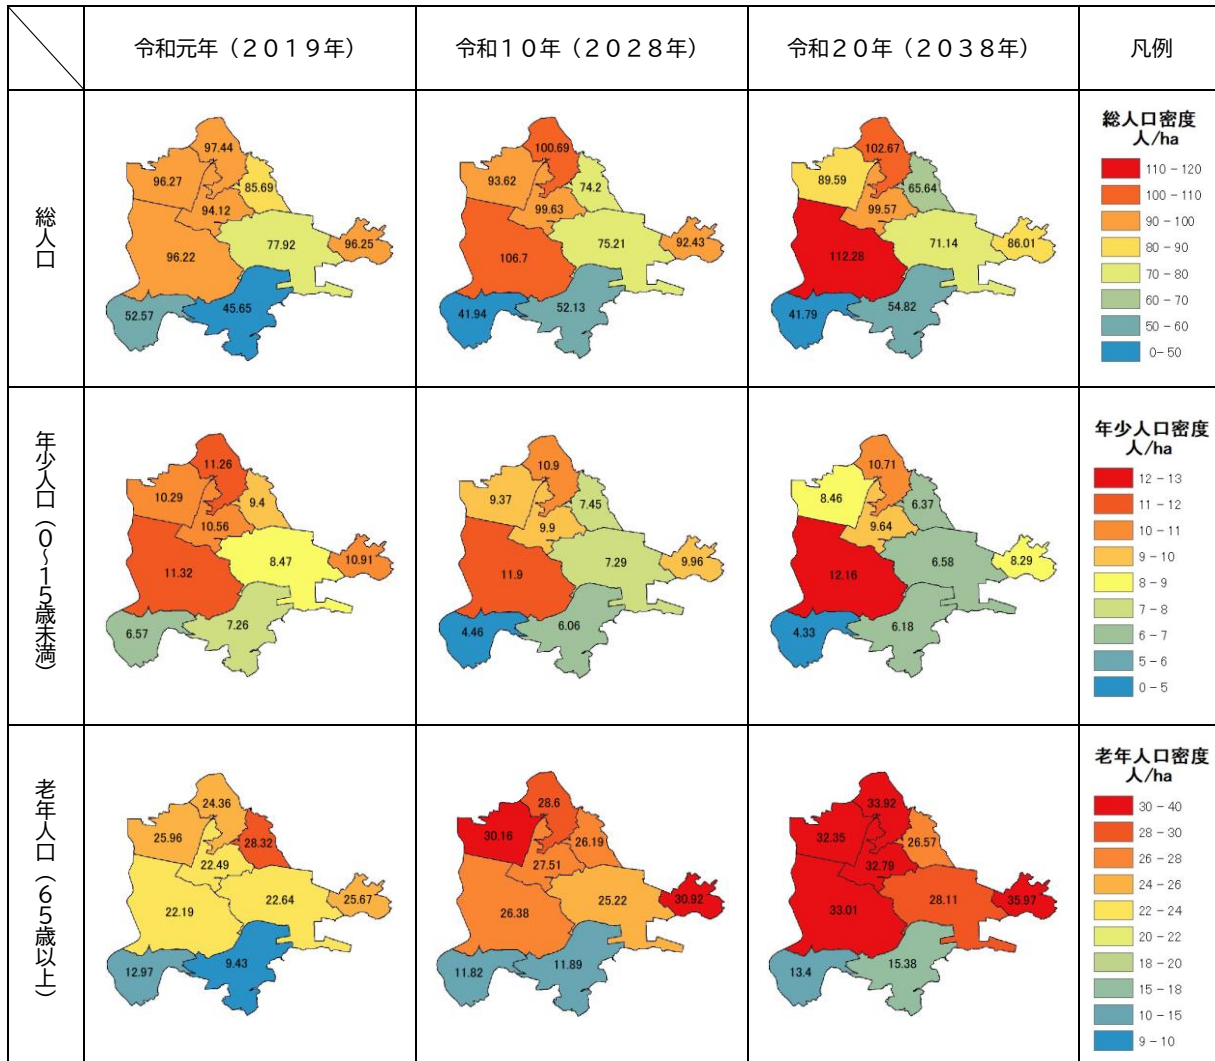 令和元年（２０１９年）
令和１０年（２０２８年）
令和２０年（２０３８年）
凡例
総人口
97.44
96.27
85.69
94.12
77.92
96.25
96.22
52.57
45.65
100.69
93.62
74.2
99.63
75.21
92.43
106.7
41.94
52.13
102.67
89.59
65.64
99.57
71.14
86.01
112.28
41.79
54.82
総人口密度
人/ha
110 - 120
100 - 110
90 - 100
80 - 90
70 - 80
60 - 70
50 - 60
0 - 50
年少人口（０～１５歳未満）
11.26
10.29
9.4
10.56
8.47
10.91
11.32
6.57
7.26
10.9
9.37
7.45
9.9
7.29
9.96
11.9
4.46
6.06
10.71
8.46
6.37
9.64
6.58
8.29
12.16
4.33
6.18
年少人口密度
人/ha
12 - 13
11 - 12
10 - 11
9 - 10
8 - 9
7 - 8
6 - 7
5 - 6
0 - 5
老年人口（６５歳以上）
24.36
25.96
28.32
22.49
22.64
25.67
22.19
12.97
9.43
28.6
30.16
26.19
27.51
25.22
30.92
26.38
11.82
11.89
33.92
32.35
26.57
32.79
28.11
35.97
33.01
13.4
15.38
老年人口密度
人/ha
30 - 40
28 - 30
26 - 28
24 - 26
22 - 24
20 - 22
18 - 20
15 - 18
10 - 15
9 - 10